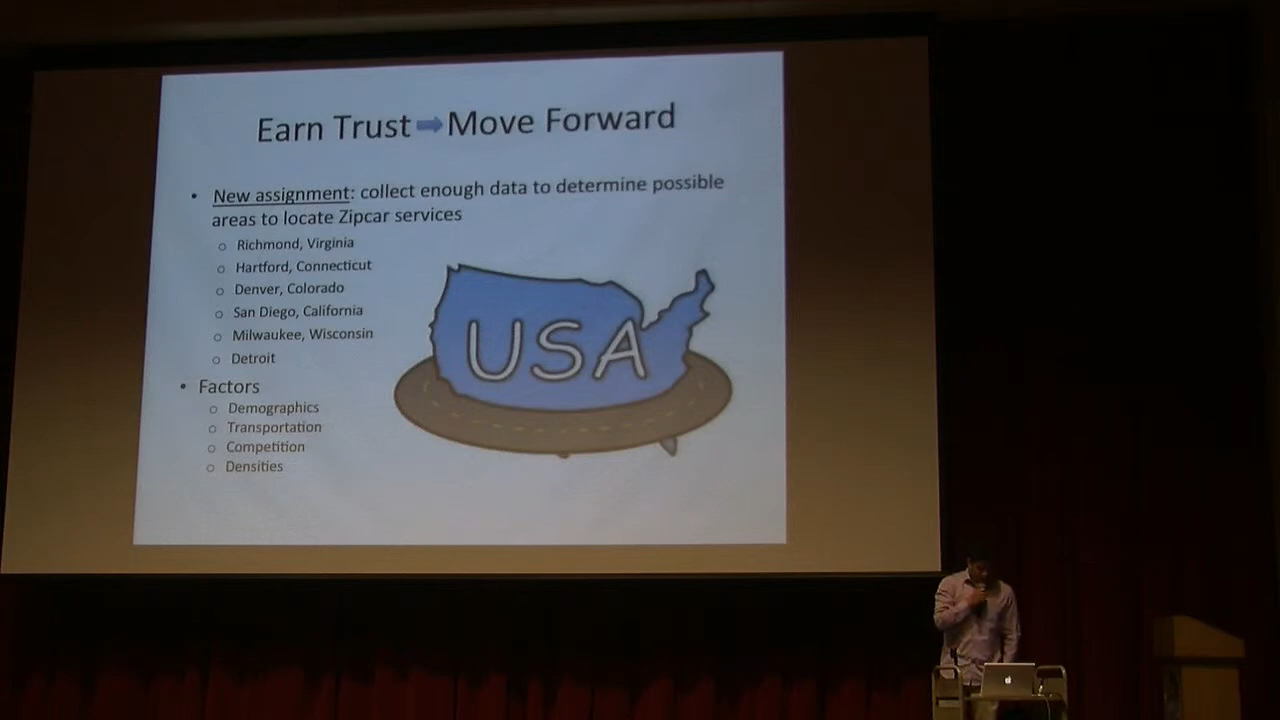 Earn Trust ➡ Move Forward
• New assignment: collect enough data to determine possible
areas to locate Zipcar services
o Richmond, Virginia
o Hartford, Connecticut
o Denver, Colorado
o San Diego, California
o Milwaukee, Wisconsin
o Detroit
• Factors
o Demographics
o Transportation
o Competition
o Densities
USA